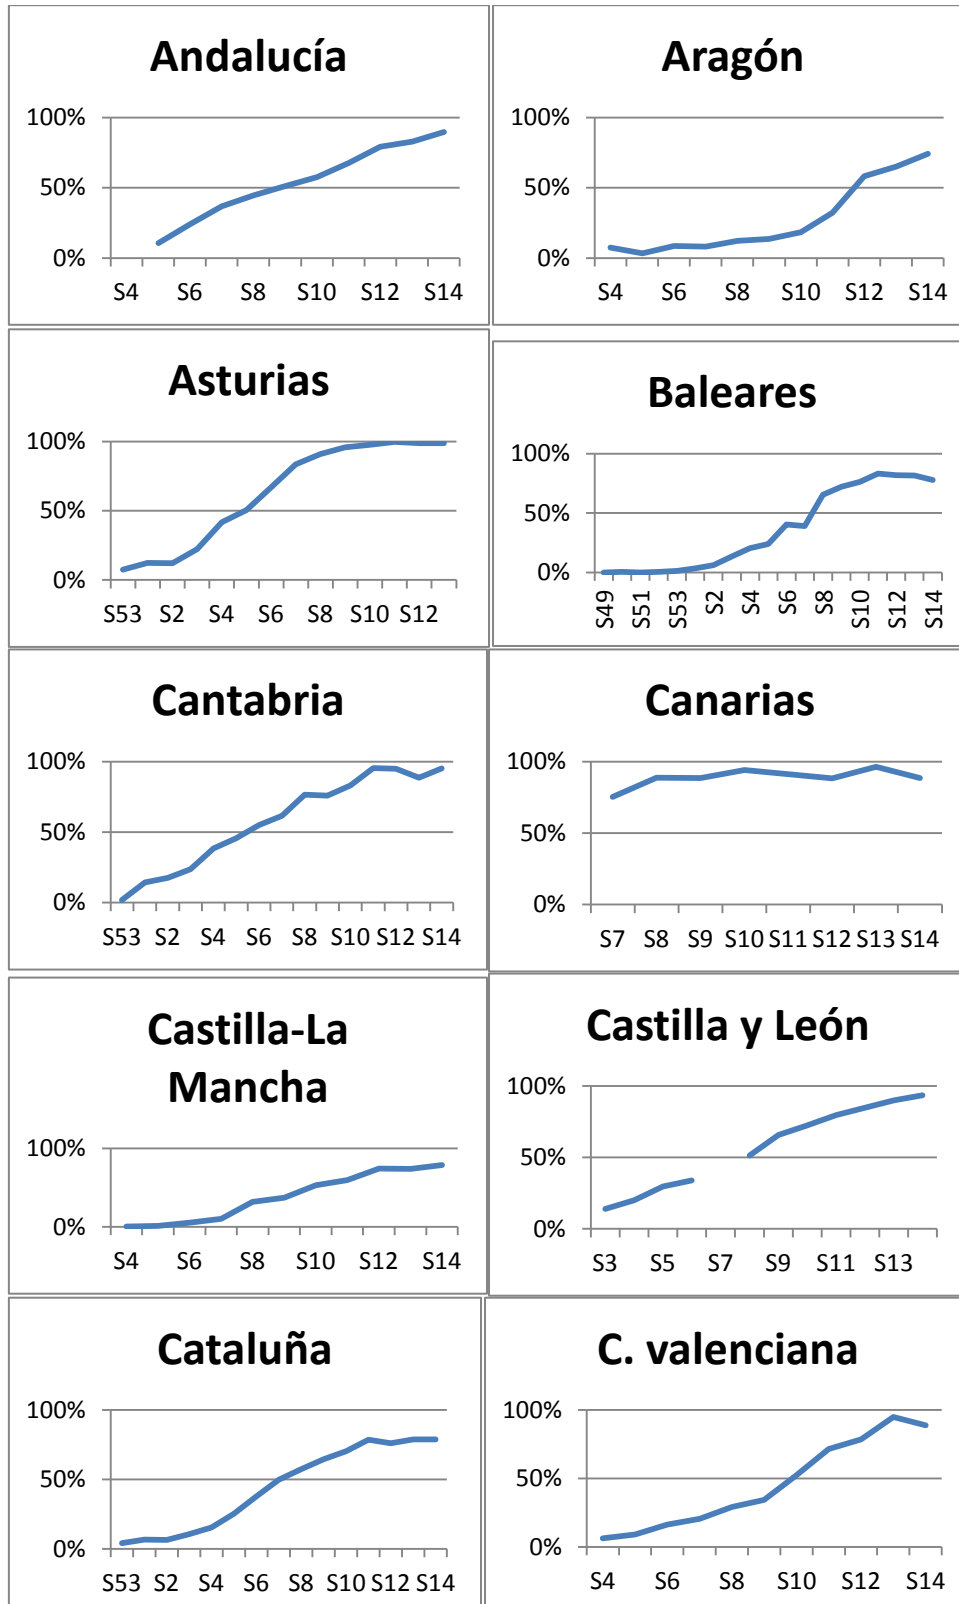 Andalucía
100%
50%
0%
S4 S6 S8 S10 S12 S14
Aragón
100%
50%
0%
S4 S6 S8 S10 S12 S14
Asturias
100%
50%
0%
S53 S2 S4 S6 S8 S10 S12
Baleares
100%
50%
0%
S49 S51 S53 S2 S4 S6 S8 S10 S12 S14
Cantabria
100%
50%
0%
S53 S2 S4 S6 S8 S10 S12 S14
Canarias
100%
50%
0%
S7 S8 S9 S10 S11 S12 S13 S14
Castilla-La
Mancha
100%
0%
S4 S6 S8 S10 S12 S14
Castilla y León
100%
50%
0%
S3 S5 S7 S9 S11 S13
Cataluña
100%
50%
0%
S53 S2 S4 S6 S8 S10 S12 S14
C. valenciana
100%
50%
0%
S4 S6 S8 S10 S12 S14